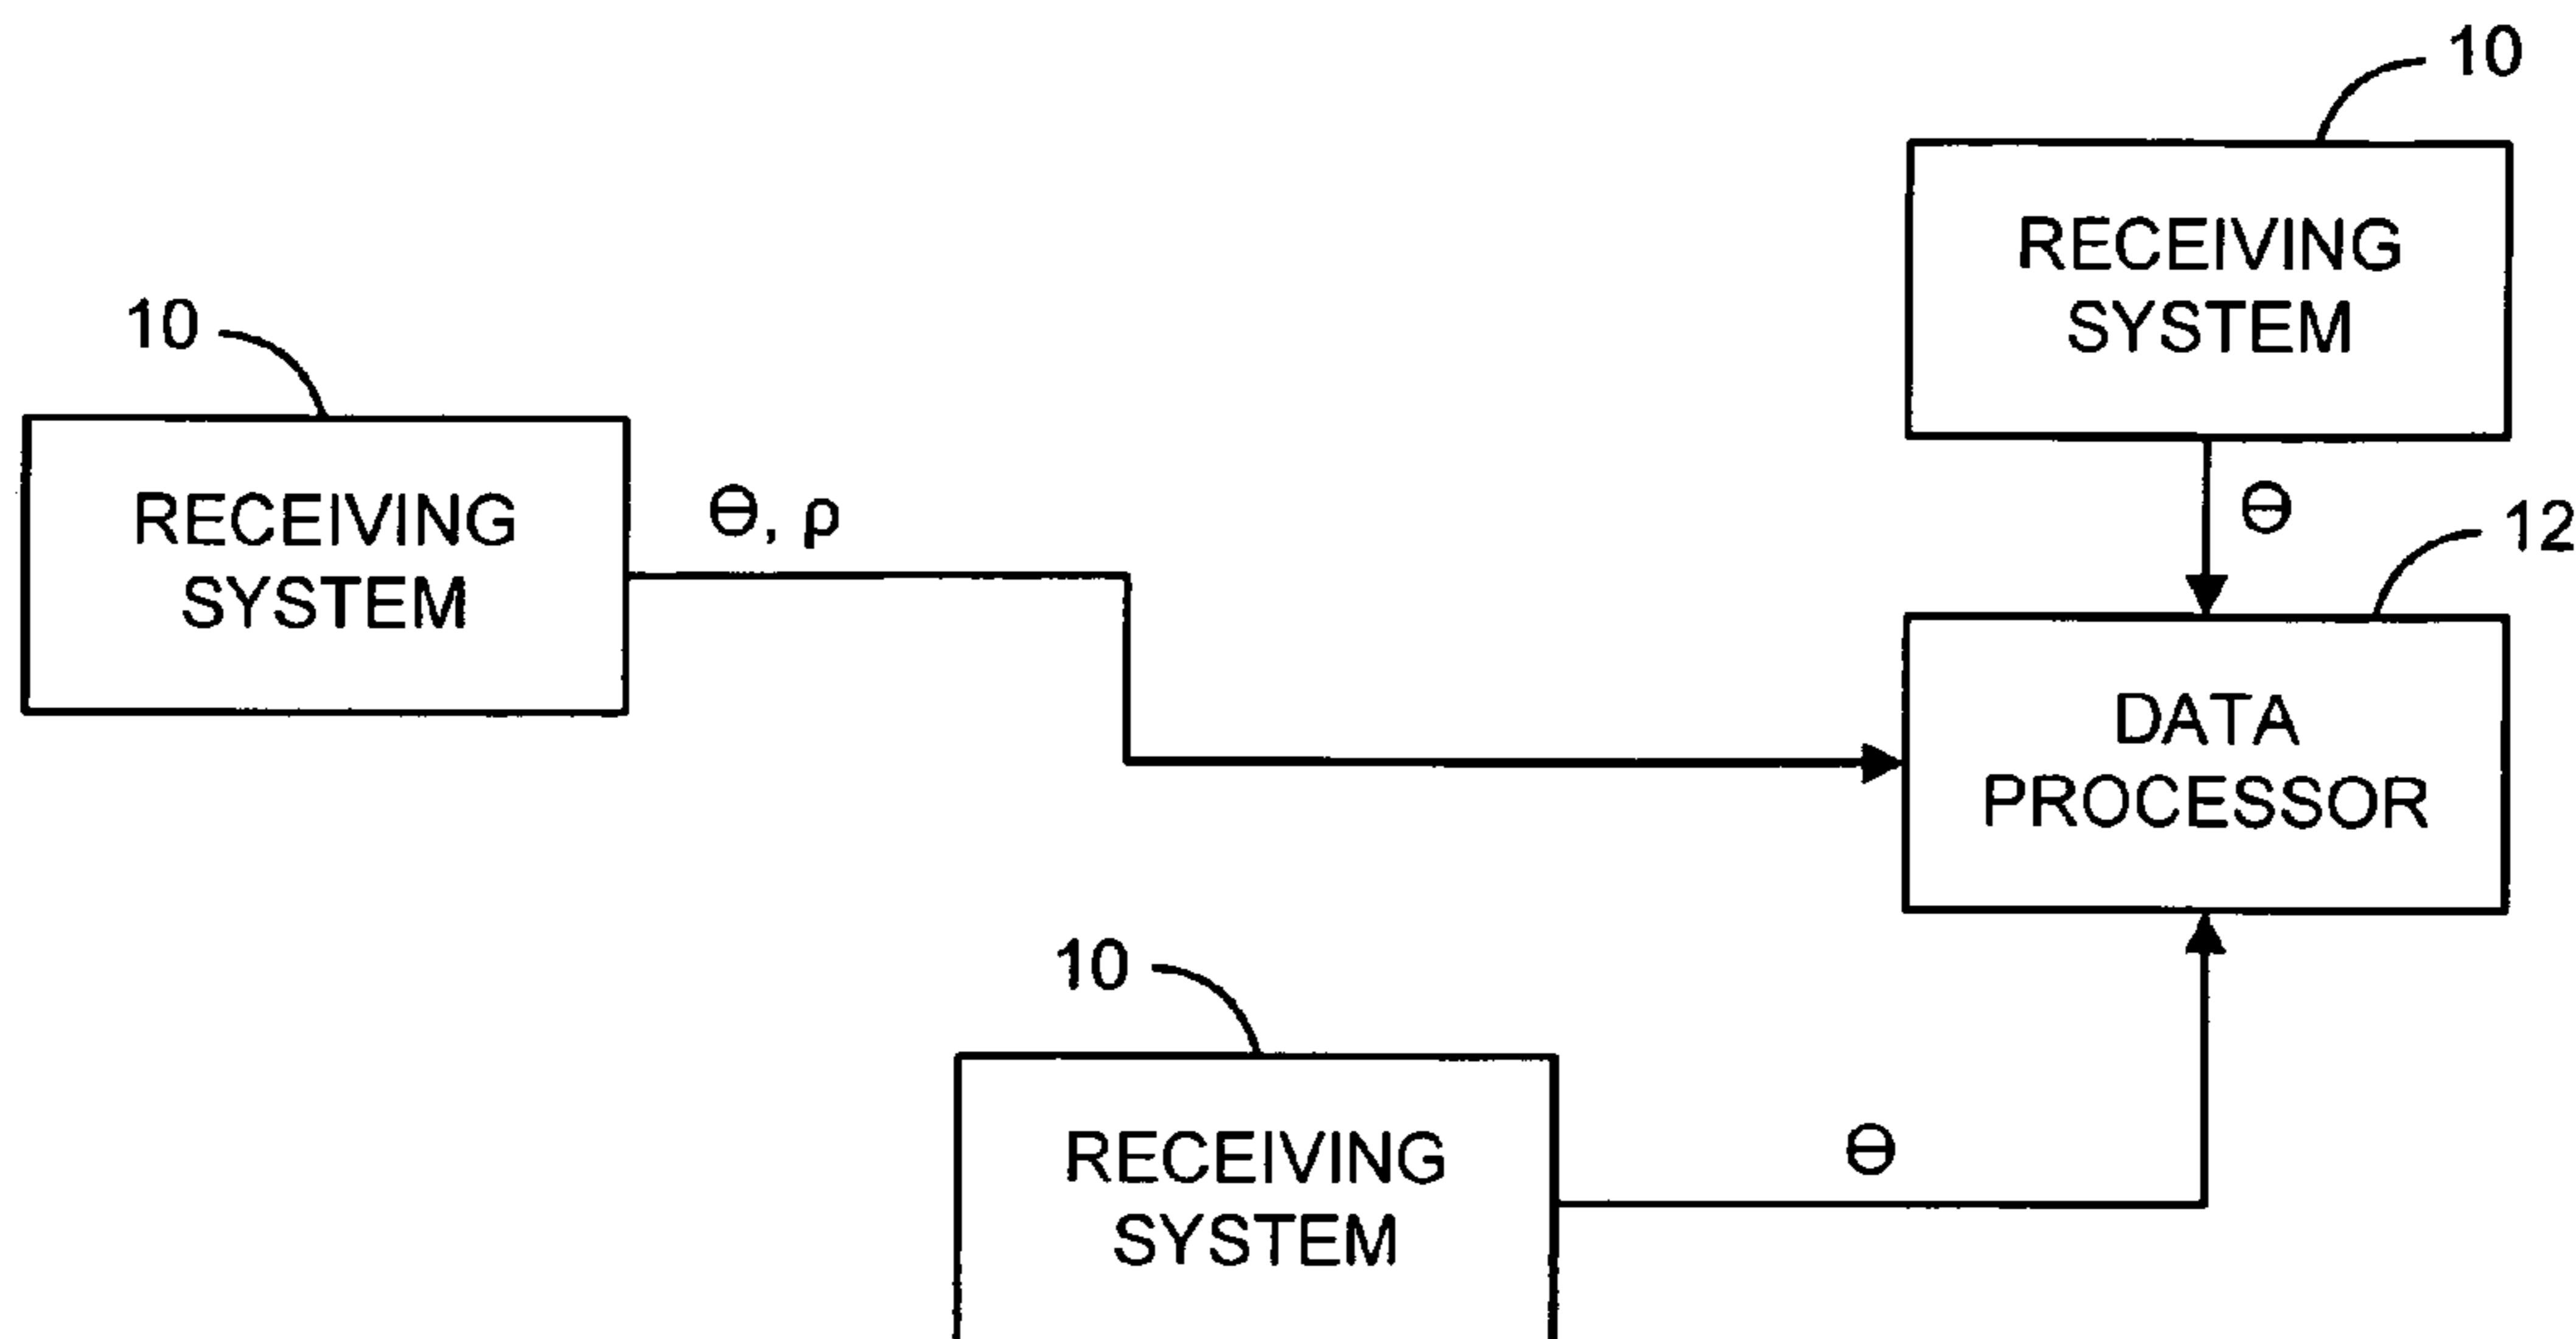 10
RECEIVING
SYSTEM
10
RECEIVING
SYSTEM
Θ, ρ
Θ
12
DATA
PROCESSOR
10
RECEIVING
SYSTEM
Θ